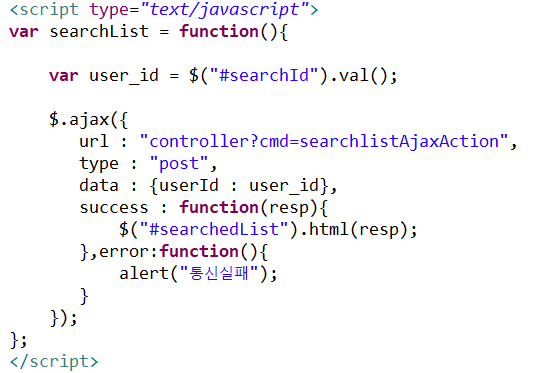 <script type="text/javascript">
var searchList = function(){
var user_id = $("#searchId").val();
$.ajax({
url : "controller?cmd=searchlistAjaxAction",
type : "post",
data : {userId : user_id},
success : function(resp){
$("#searchedList").html(resp);
},error:function(){
alert("통신실패");
}
});
};
</script>